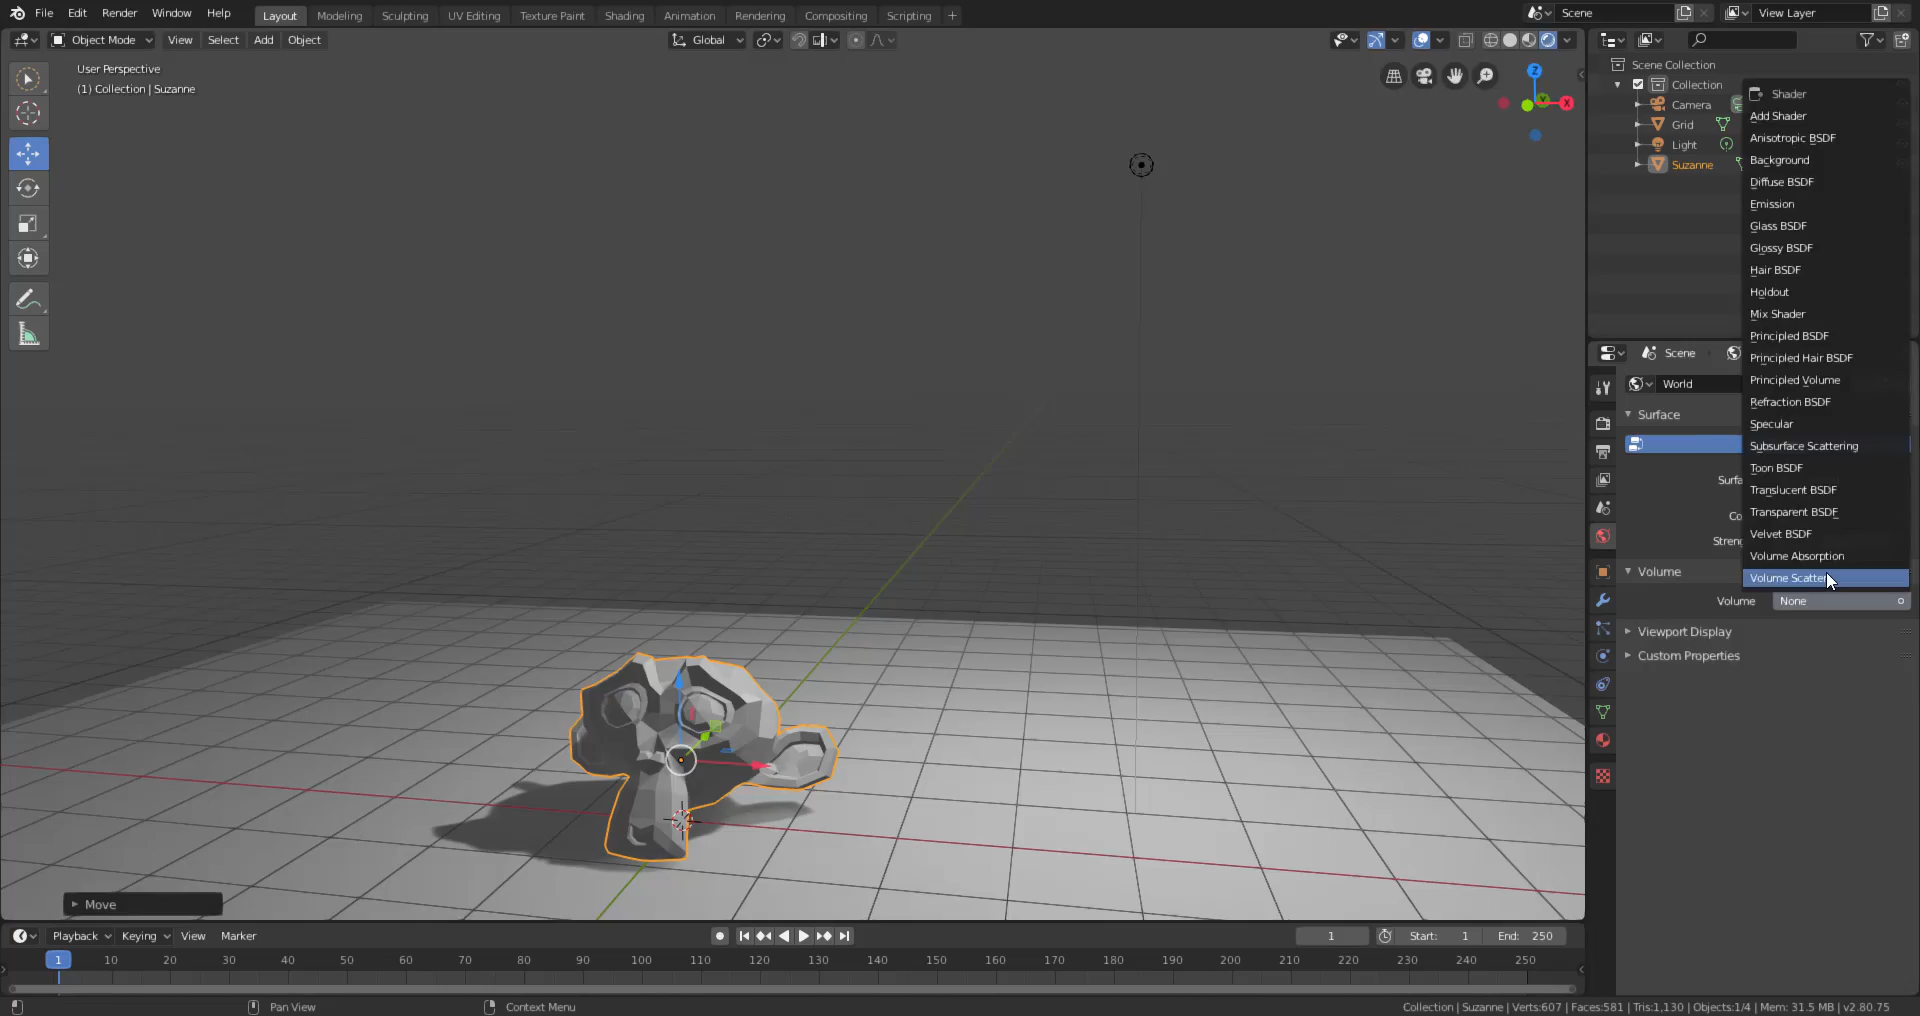 File Edit Render Window Help
Layout Modeling Sculpting UV Editing Texture Paint Shading Animation Rendering Compositing Scripting +
Scene
View Layer
Object Mode View Select Add Object
Global
User Perspective
(1) Collection | Suzanne
Z
Y
X
Scene Collection
Collection
Camera
Grid
Light
Suzanne
Shader
Add Shader
Anisotropic BSDF
Background
Diffuse BSDF
Emission
Glass BSDF
Glossy BSDF
Hair BSDF
Holdout
Mix Shader
Principled BSDF
Principled Hair BSDF
Principled Volume
Refraction BSDF
Specular
Subsurface Scattering
Toon BSDF
Translucent BSDF
Transparent BSDF
Velvet BSDF
Volume Absorption
Volume Scatter
Scene
World
Surface
Surfa
Co
Streng
Volume
Volume None
Viewport Display
Custom Properties
Move
Playback Keying View Marker
1 Start: 1 End: 250
1 10 20 30 40 50 60 70 80 90 100 110 120 130 140 150 160 170 180 190 200 210 220 230 240 250
Pan View
Context Menu
Collection | Suzanne | Verts:607 | Faces:581 | Tris:1,130 | Objects:1/4 | Mem: 31.5 MB | v2.80.75